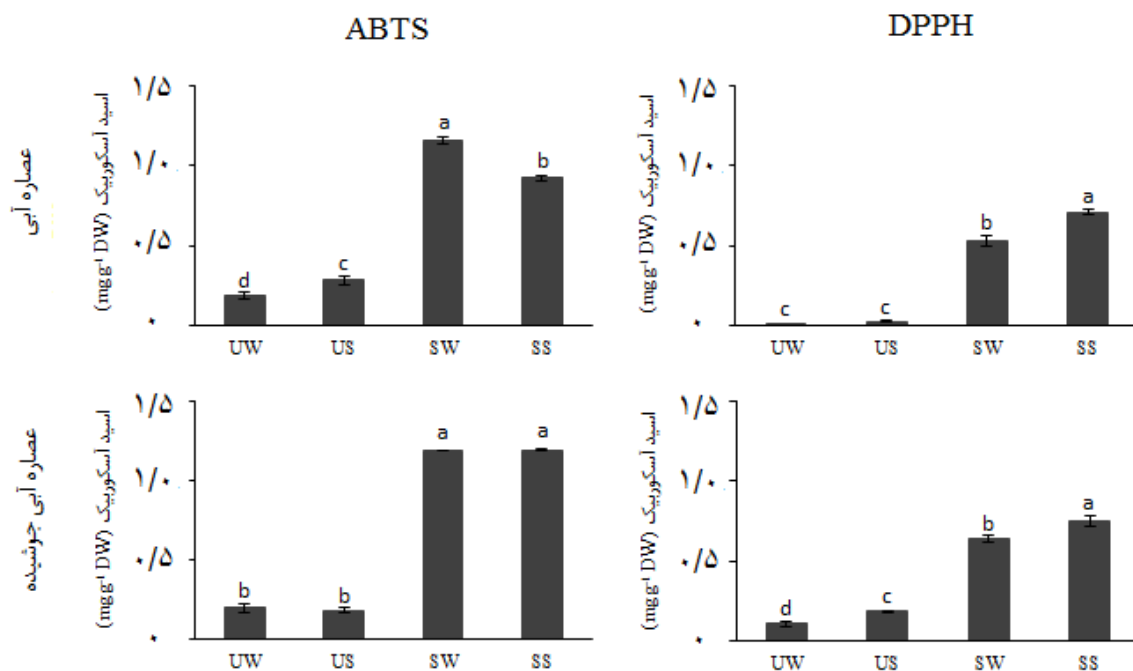 ABTS
DPPH
عصاره آبی
اسید آسکوربیک (mgg-¹ DW)
۱/۵
۱/۰
۰/۵
۰
d
c
a
b
UW
US
SW
SS
اسید آسکوربیک (mgg-¹ DW)
۱/۵
۱/۰
۰/۵
۰
c
c
b
a
UW
US
SW
SS
عصاره آبی جوشیده
اسید آسکوربیک (mgg-¹ DW)
۱/۵
۱/۰
۰/۵
۰
b
b
a
a
UW
US
SW
SS
اسید آسکوربیک (mgg-¹ DW)
۱/۵
۱/۰
۰/۵
۰
d
c
b
a
UW
US
SW
SS